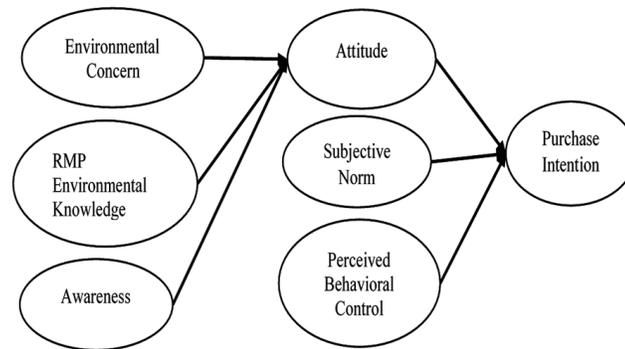 Environmental
Concern
Attitude
RMP
Environmental
Knowledge
Subjective
Norm
Purchase
Intention
Awareness
Perceived
Behavioral
Control